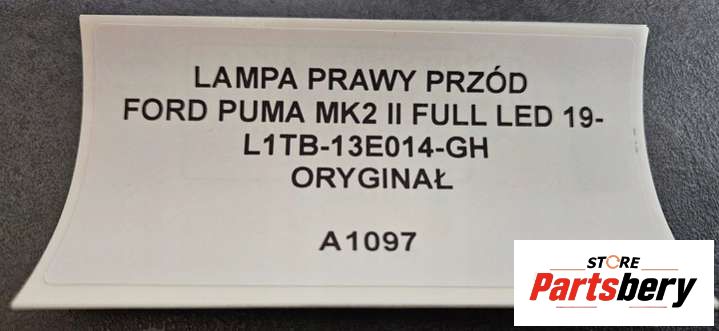 LAMPA PRAWY PRZÓD
FORD PUMA MK2 II FULL LED 19-
L1TB-13E014-GH
ORYGINAŁ
A1097
STORE
Partsbery